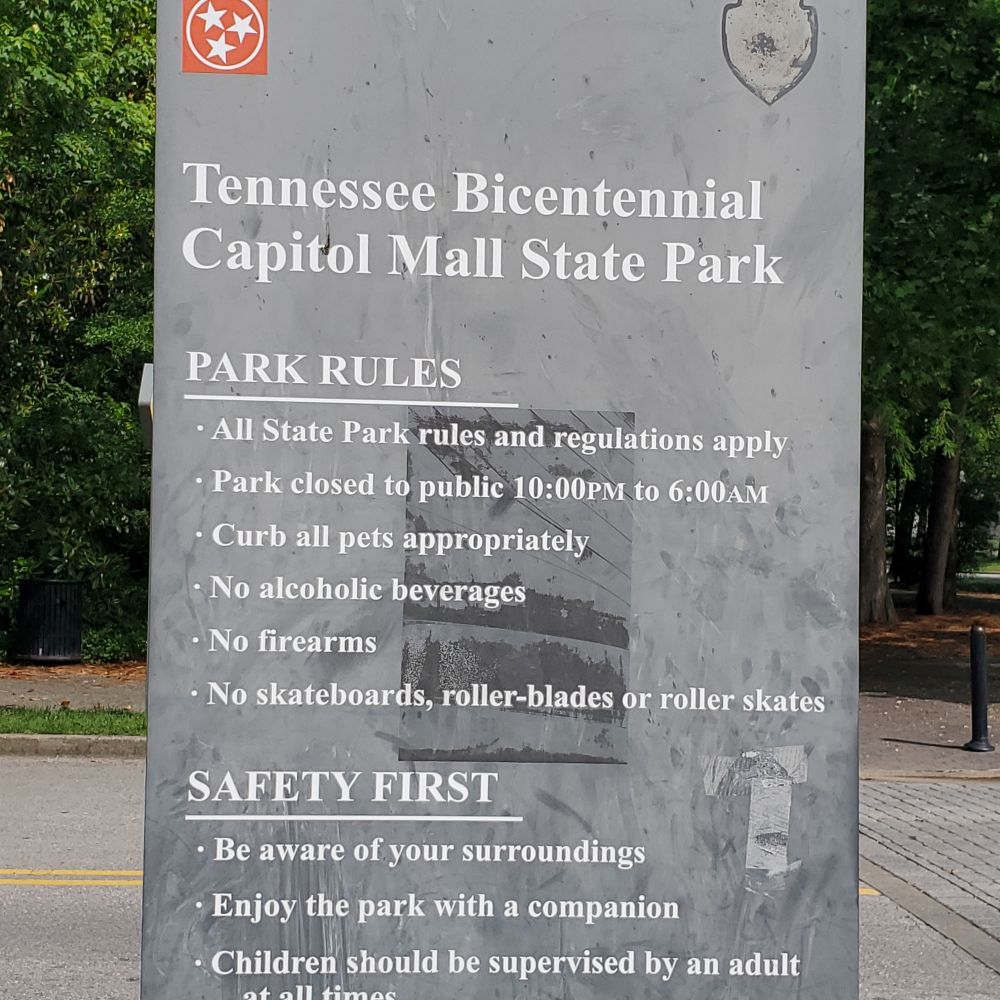 Tennessee Bicentennial
Capitol Mall State Park
PARK RULES
· All State Park rules and regulations apply
· Park closed to public 10:00PM to 6:00AM
· Curb all pets appropriately
· No alcoholic beverages
· No firearms
· No skateboards, roller-blades or roller skates
SAFETY FIRST
· Be aware of your surroundings
· Enjoy the park with a companion
· Children should be supervised by an adult
at all times